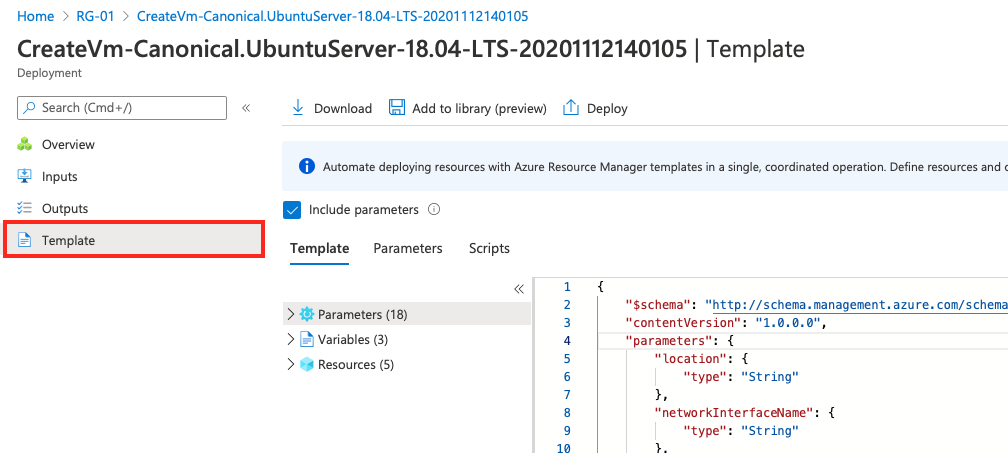 Home > RG-01 > CreateVm-Canonical.UbuntuServer-18.04-LTS-20201112140105
CreateVm-Canonical.UbuntuServer-18.04-LTS-20201112140105 | Template
Deployment
Search (Cmd+/)
«
Download
Add to library (preview)
Deploy
Overview
Inputs
Outputs
Template
Automate deploying resources with Azure Resource Manager templates in a single, coordinated operation. Define resources and
Include parameters
Template
Parameters
Scripts
«
Parameters (18)
Variables (3)
Resources (5)
1 {
2 "$schema": "http://schema.management.azure.com/schema
3 "contentVersion": "1.0.0.0",
4 "parameters": {
5 "location": {
6 "type": "String"
7 },
8 "networkInterfaceName": {
9 "type": "String"
10 },